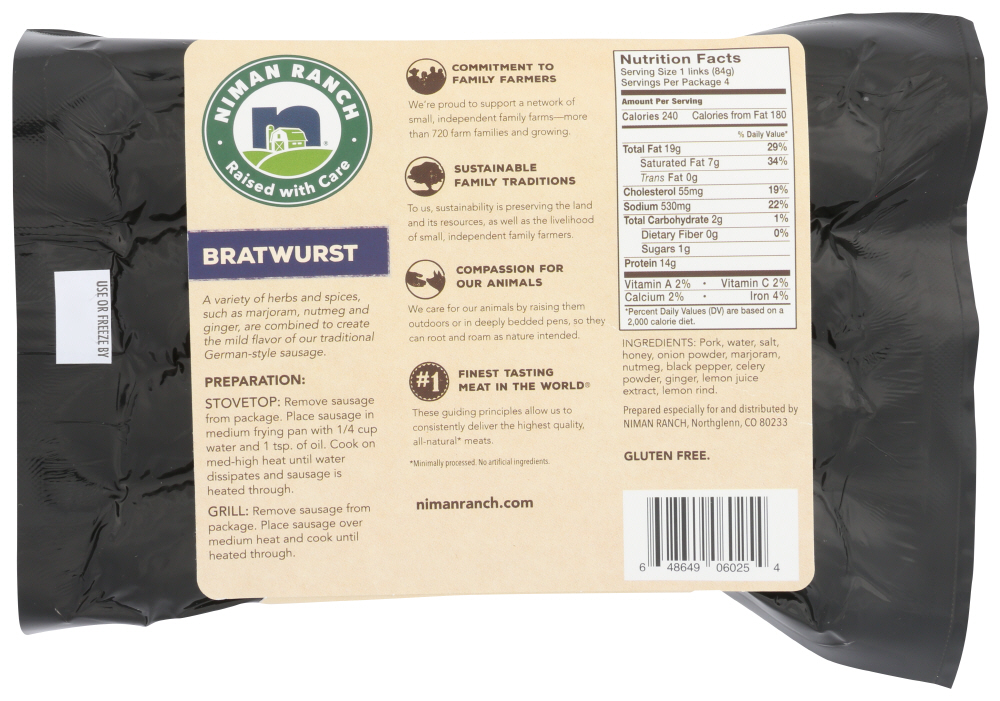 NIMAN RANCH
n
Raised with Care
BRATWURST
A variety of herbs and spices,
such as marjoram, nutmeg and
ginger, are combined to create
the mild flavor of our traditional
German-style sausage.
PREPARATION:
STOVETOP: Remove sausage
from package. Place sausage in
medium frying pan with 1/4 cup
water and 1 tsp. of oil. Cook on
med-high heat until water
dissipates and sausage is
heated through.
GRILL: Remove sausage from
package. Place sausage over
medium heat and cook until
heated through.
USE OR FREEZE BY
COMMITMENT TO
FAMILY FARMERS
We're proud to support a network of
small, independent family farms—more
than 720 farm families and growing.
SUSTAINABLE
FAMILY TRADITIONS
To us, sustainability is preserving the land
and its resources, as well as the livelihood
of small, independent family farmers.
COMPASSION FOR
OUR ANIMALS
We care for our animals by raising them
outdoors or in deeply bedded pens, so they
can root and roam as nature intended.
#1
FINEST TASTING
MEAT IN THE WORLD®
These guiding principles allow us to
consistently deliver the highest quality,
all-natural* meats.
*Minimally processed. No artificial ingredients.
nimanranch.com
Nutrition Facts
Serving Size 1 links (84g)
Servings Per Package 4
Amount Per Serving
Calories 240 Calories from Fat 180
% Daily Value*
Total Fat 19g 29%
Saturated Fat 7g 34%
Trans Fat 0g
Cholesterol 55mg 19%
Sodium 530mg 22%
Total Carbohydrate 2g 1%
Dietary Fiber 0g 0%
Sugars 1g
Protein 14g
Vitamin A 2% • Vitamin C 2%
Calcium 2% • Iron 4%
*Percent Daily Values (DV) are based on a
2,000 calorie diet.
INGREDIENTS: Pork, water, salt,
honey, onion powder, marjoram,
nutmeg, black pepper, celery
powder, ginger, lemon juice
extract, lemon rind.
Prepared especially for and distributed by
NIMAN RANCH, Northglenn, CO 80233
GLUTEN FREE.
6 48649 06025 4